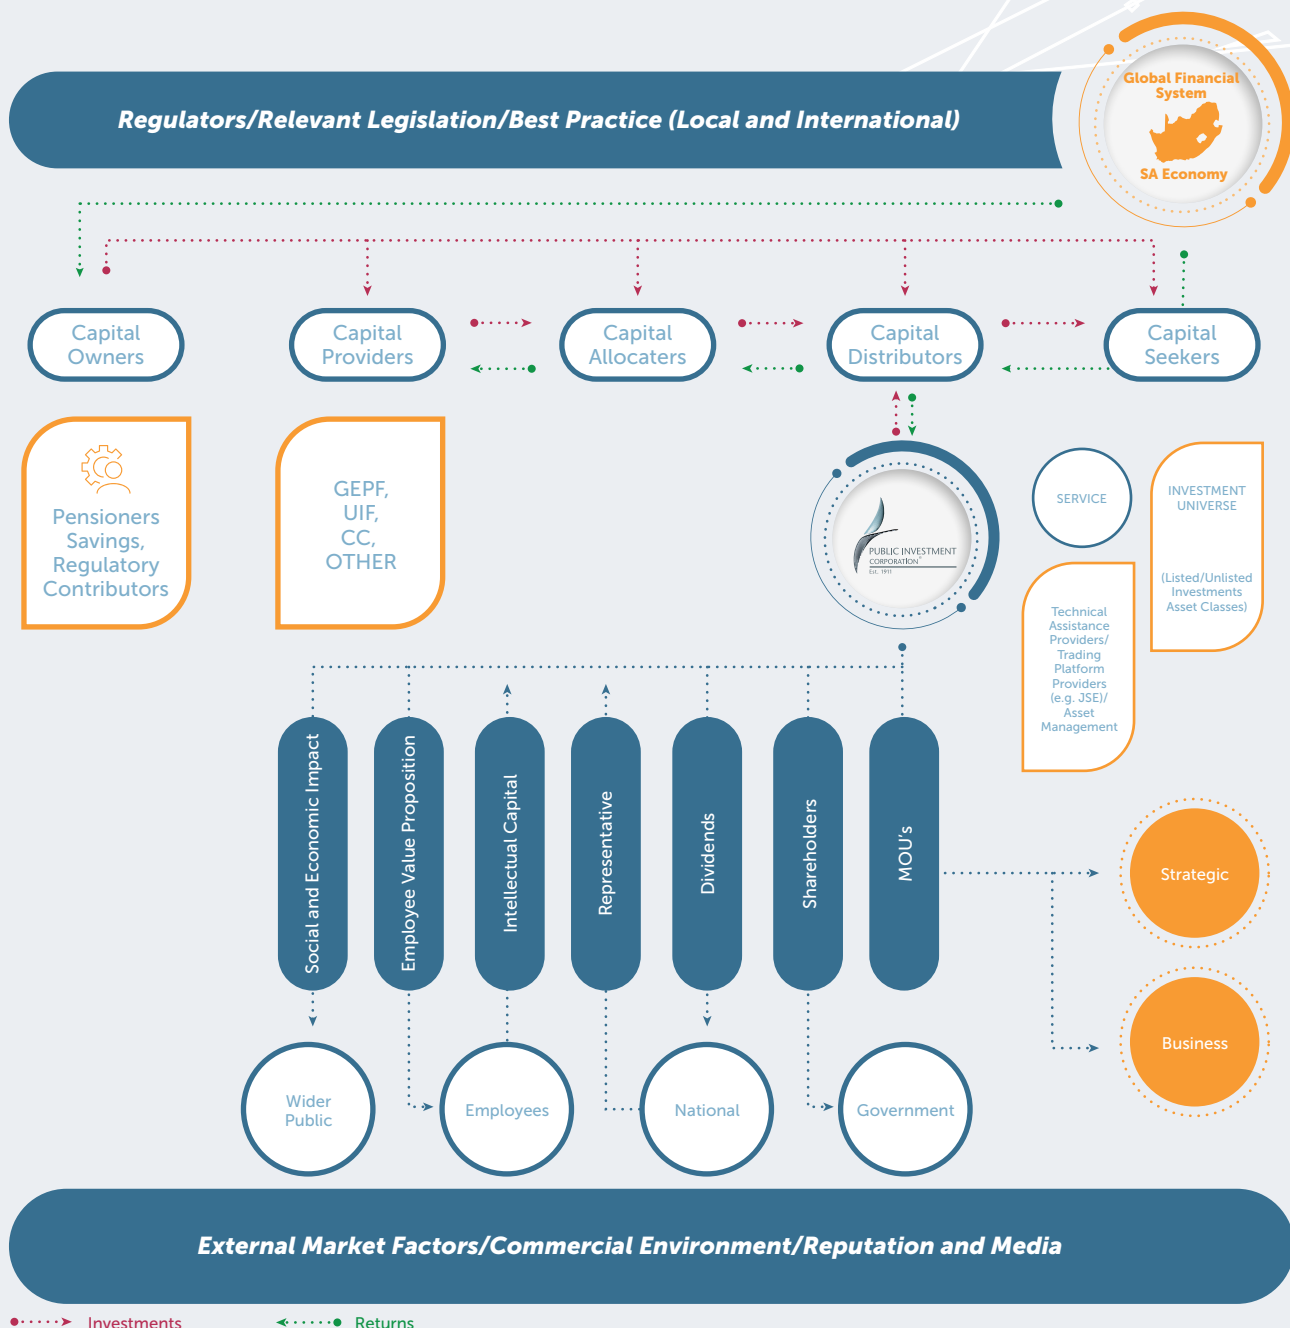 Global Financial
System
SA Economy
Regulators/Relevant Legislation/Best Practice (Local and International)
Capital
Owners
Capital
Providers
Capital
Allocaters
Capital
Distributors
Capital
Seekers
Pensioners
Savings,
Regulatory
Contributors
GEPF,
UIF,
CC,
OTHER
PUBLIC INVESTMENT
CORPORATION®
Est. 1911
SERVICE
INVESTMENT
UNIVERSE
(Listed/Unlisted
Investments
Asset Classes)
Technical
Assistance
Providers/
Trading
Platform
Providers
(e.g. JSE)/
Asset
Management
Social and Economic Impact
Employee Value Proposition
Intellectual Capital
Representative
Dividends
Shareholders
MOU's
Strategic
Business
Wider
Public
Employees
National
Government
External Market Factors/Commercial Environment/Reputation and Media
Investments
Returns